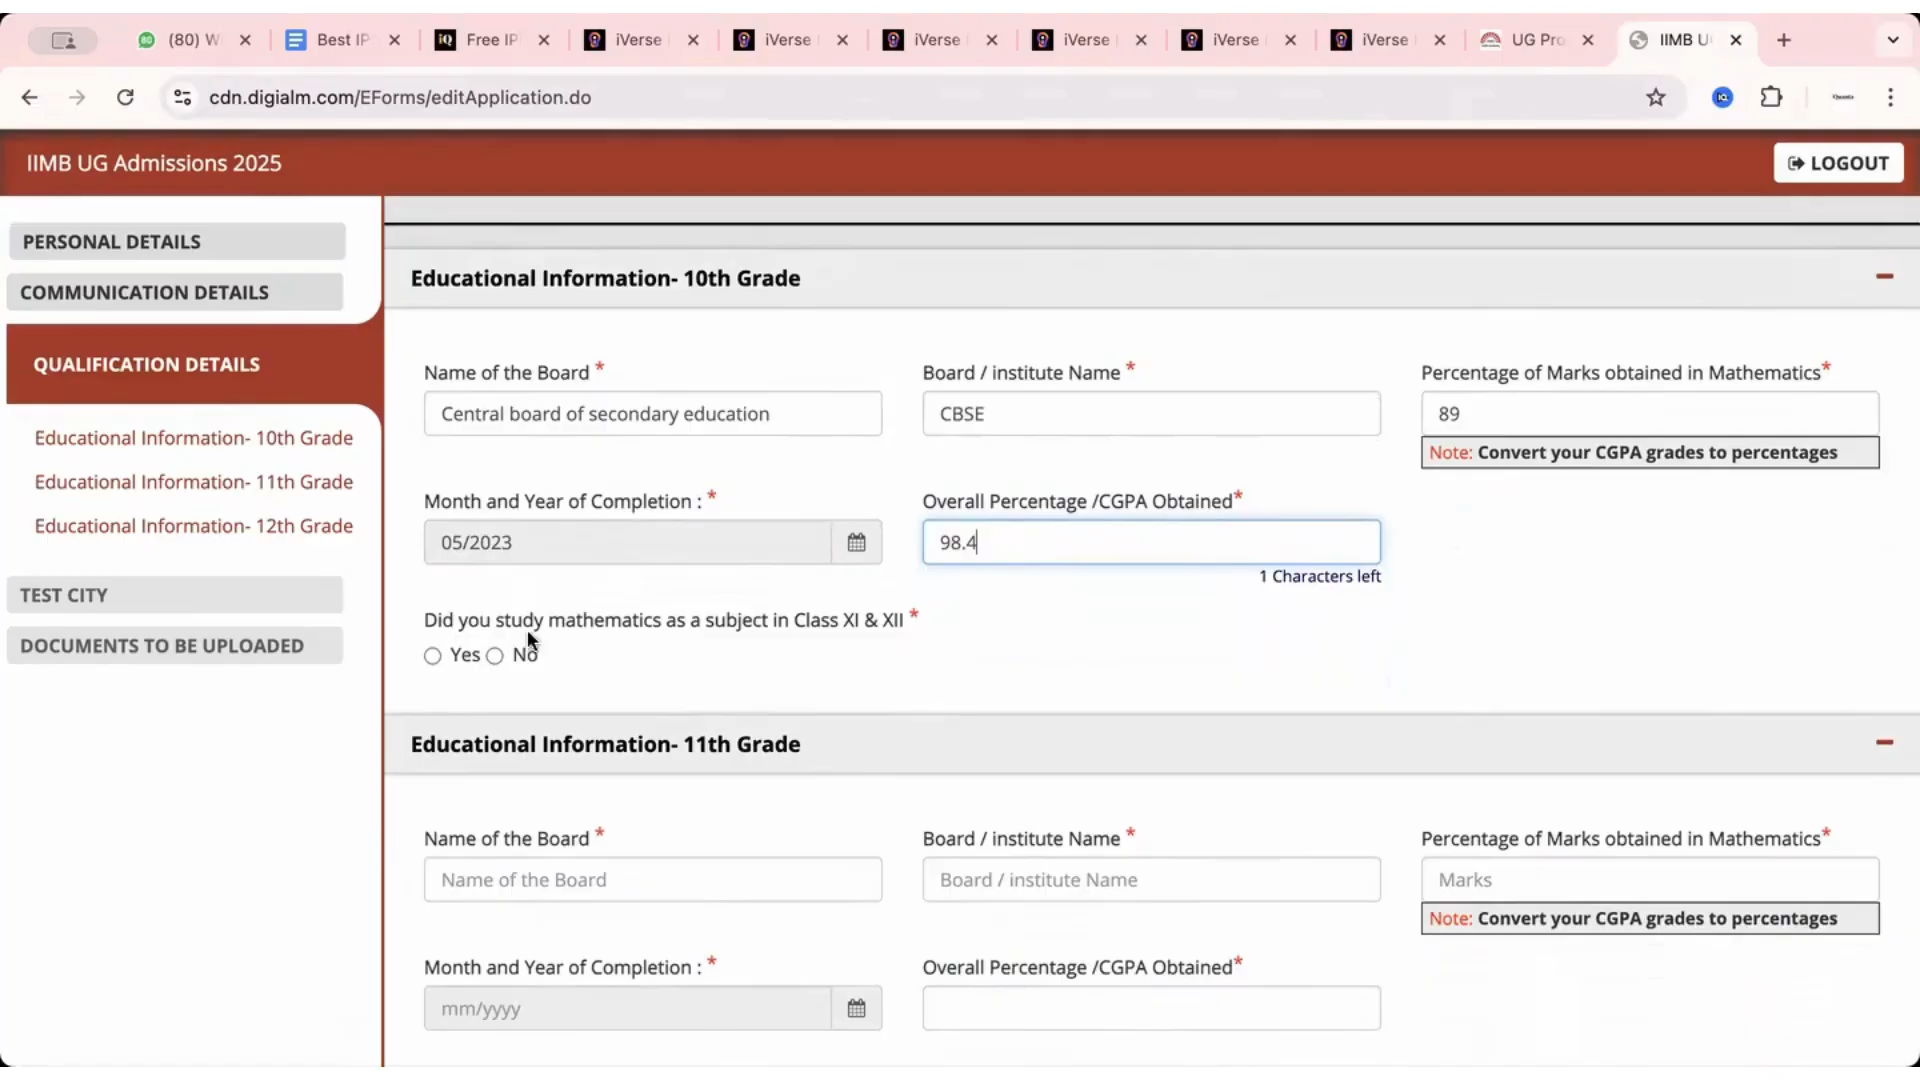 80
(80) W
Best IP
iQ
Free IP
iVerse
iVerse
iVerse
iVerse
iVerse
iVerse
UG Pro
IIMB U
cdn.digialm.com/EForms/editApplication.do
IIMB UG Admissions 2025
LOGOUT
PERSONAL DETAILS
COMMUNICATION DETAILS
QUALIFICATION DETAILS
Educational Information- 10th Grade
Educational Information- 11th Grade
Educational Information- 12th Grade
TEST CITY
DOCUMENTS TO BE UPLOADED
Educational Information- 10th Grade
Name of the Board *
Board / institute Name *
Percentage of Marks obtained in Mathematics*
Central board of secondary education
CBSE
89
Note: Convert your CGPA grades to percentages
Month and Year of Completion : *
Overall Percentage /CGPA Obtained*
05/2023
98.4
1 Characters left
Did you study mathematics as a subject in Class XI & XII *
Yes No
Educational Information- 11th Grade
Name of the Board *
Board / institute Name *
Percentage of Marks obtained in Mathematics*
Name of the Board
Board / institute Name
Marks
Note: Convert your CGPA grades to percentages
Month and Year of Completion : *
Overall Percentage /CGPA Obtained*
mm/yyyy